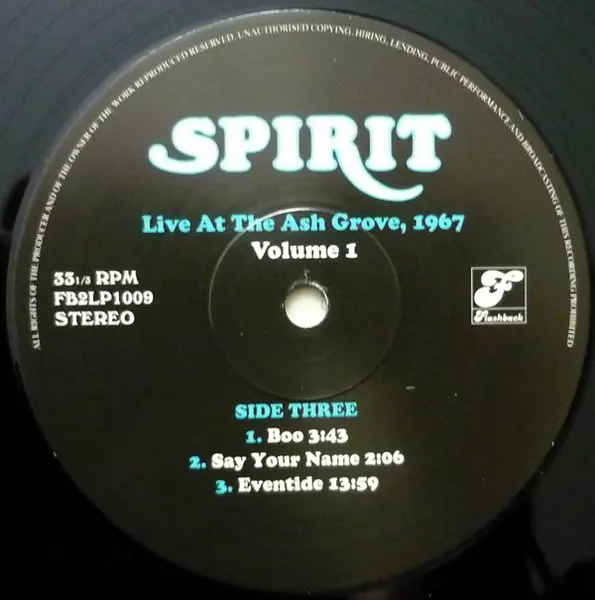 ALL RIGHTS OF THE PRODUCER AND OF THE OWNER OF THE WORK REPRODUCED RESERVED. UNAUTHORISED COPYING, HIRING, LENDING, PUBLIC PERFORMANCE AND BROADCASTING OF THIS RECORDING PROHIBITED
SPIRIT
Live At The Ash Grove, 1967
Volume 1
33 1/3 RPM
FB2LP1009
STEREO
F
Flashback
SIDE THREE
1. Boo 3:43
2. Say Your Name 2:06
3. Eventide 13:59